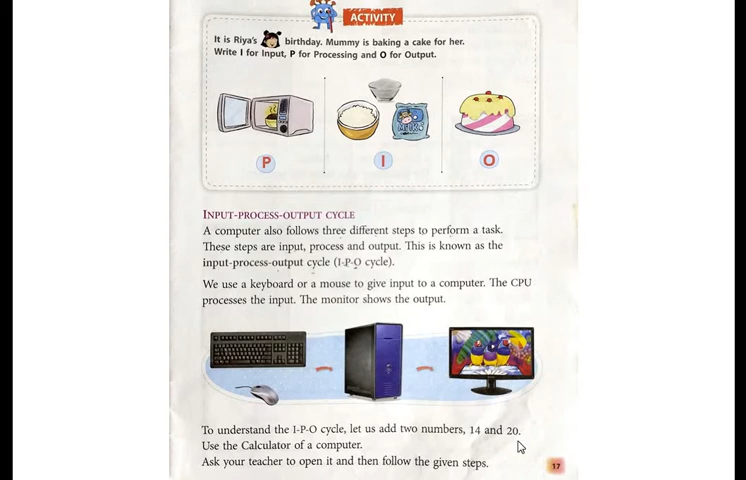 ACTIVITY
It is Riya's birthday. Mummy is baking a cake for her.
Write I for Input, P for Processing and O for Output.
MILK
P I O
INPUT-PROCESS-OUTPUT CYCLE
A computer also follows three different steps to perform a task.
These steps are input, process and output. This is known as the
input-process-output cycle (I-P-O cycle).
We use a keyboard or a mouse to give input to a computer. The CPU
processes the input. The monitor shows the output.
To understand the I-P-O cycle, let us add two numbers, 14 and 20.
Use the Calculator of a computer.
Ask your teacher to open it and then follow the given steps.
17